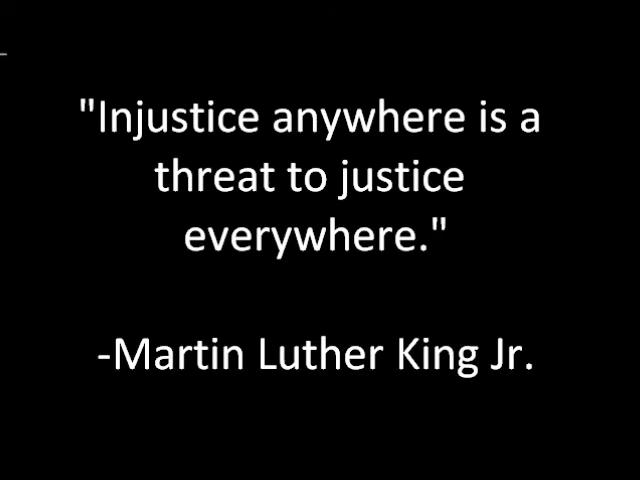 "Injustice anywhere is a
threat to justice
everywhere."
-Martin Luther King Jr.